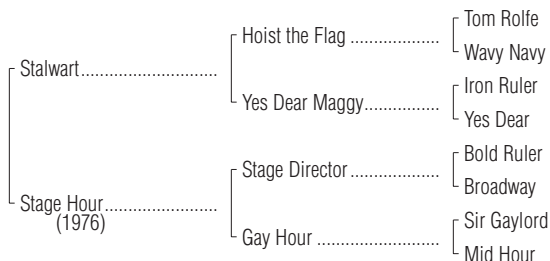 Tom Rolfe
Hoist the Flag ...................
Wavy Navy
Stalwart.............................
Iron Ruler
Yes Dear Maggy................
Yes Dear
Bold Ruler
Stage Director ...................
Broadway
Stage Hour........................
(1976)
Sir Gaylord
Gay Hour ..........................
Mid Hour